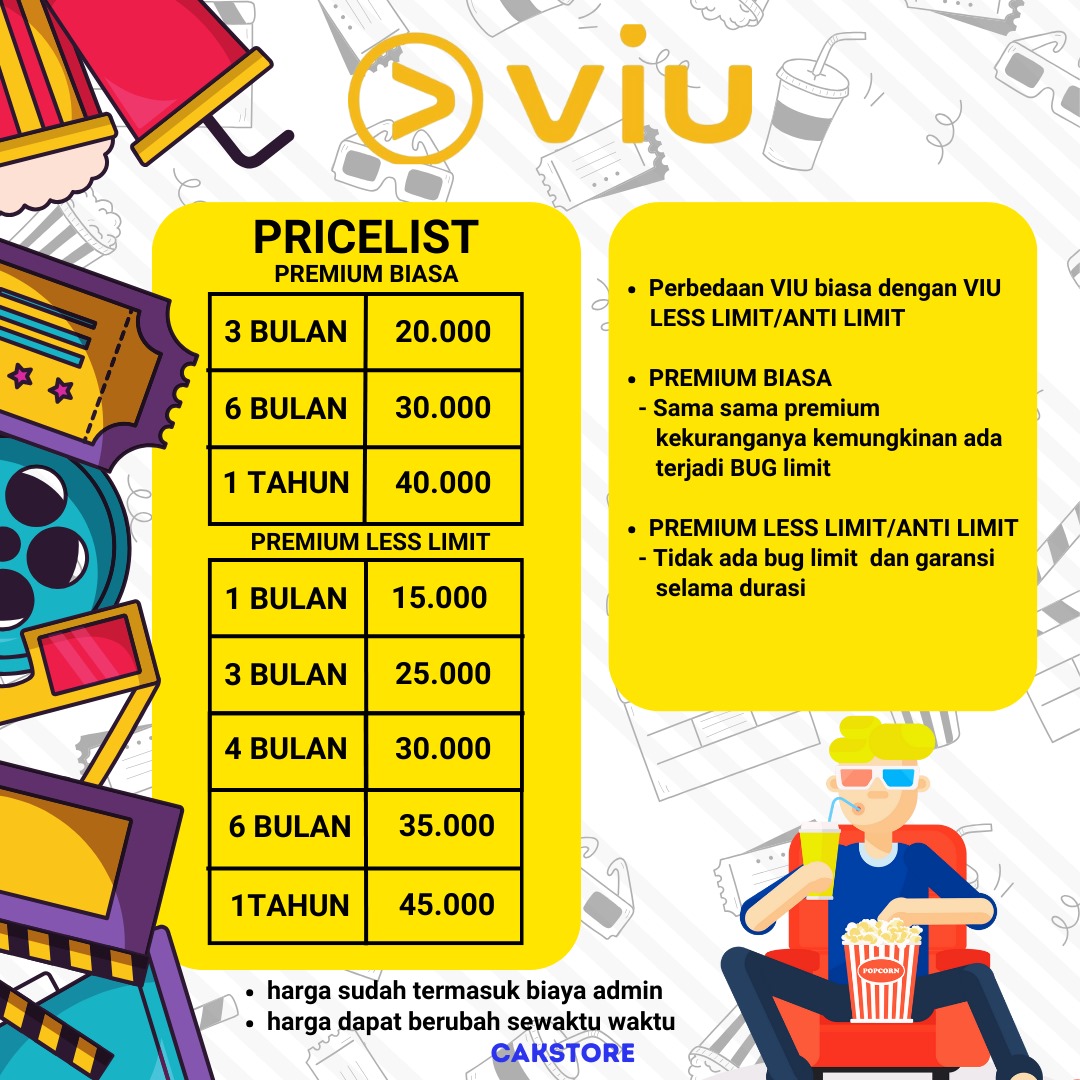 viu
PRICELIST
PREMIUM BIASA
3 BULAN 20.000
6 BULAN 30.000
1 TAHUN 40.000
PREMIUM LESS LIMIT
1 BULAN 15.000
3 BULAN 25.000
4 BULAN 30.000
6 BULAN 35.000
1TAHUN 45.000
• harga sudah termasuk biaya admin
• harga dapat berubah sewaktu waktu
CAKSTORE
• Perbedaan VIU biasa dengan VIU
LESS LIMIT/ANTI LIMIT
• PREMIUM BIASA
- Sama sama premium
kekuranganya kemungkinan ada
terjadi BUG limit
• PREMIUM LESS LIMIT/ANTI LIMIT
- Tidak ada bug limit dan garansi
selama durasi
POPCORN